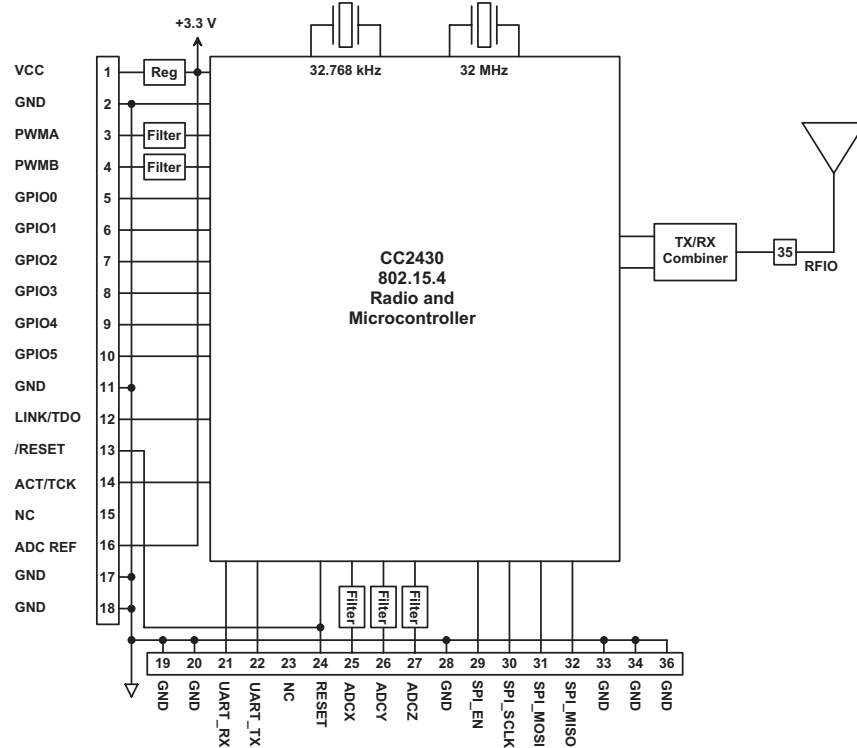 +3.3 V
32.768 kHz
32 MHz
VCC 1 Reg
GND 2
PWMA 3 Filter
PWMB 4 Filter
GPIO0 5
GPIO1 6
GPIO2 7
GPIO3 8
GPIO4 9
GPIO5 10
GND 11
LINK/TDO 12
/RESET 13
ACT/TCK 14
NC 15
ADC REF 16
GND 17
GND 18
CC2430
802.15.4
Radio and
Microcontroller
TX/RX
Combiner
35
RFIO
Filter
Filter
Filter
19 20 21 22 23 24 25 26 27 28 29 30 31 32 33 34 36
GND
GND
UART_RX
UART_TX
NC
RESET
ADCX
ADCY
ADCZ
GND
SPI_EN
SPI_SCLK
SPI_MOSI
SPI_MISO
GND
GND
GND